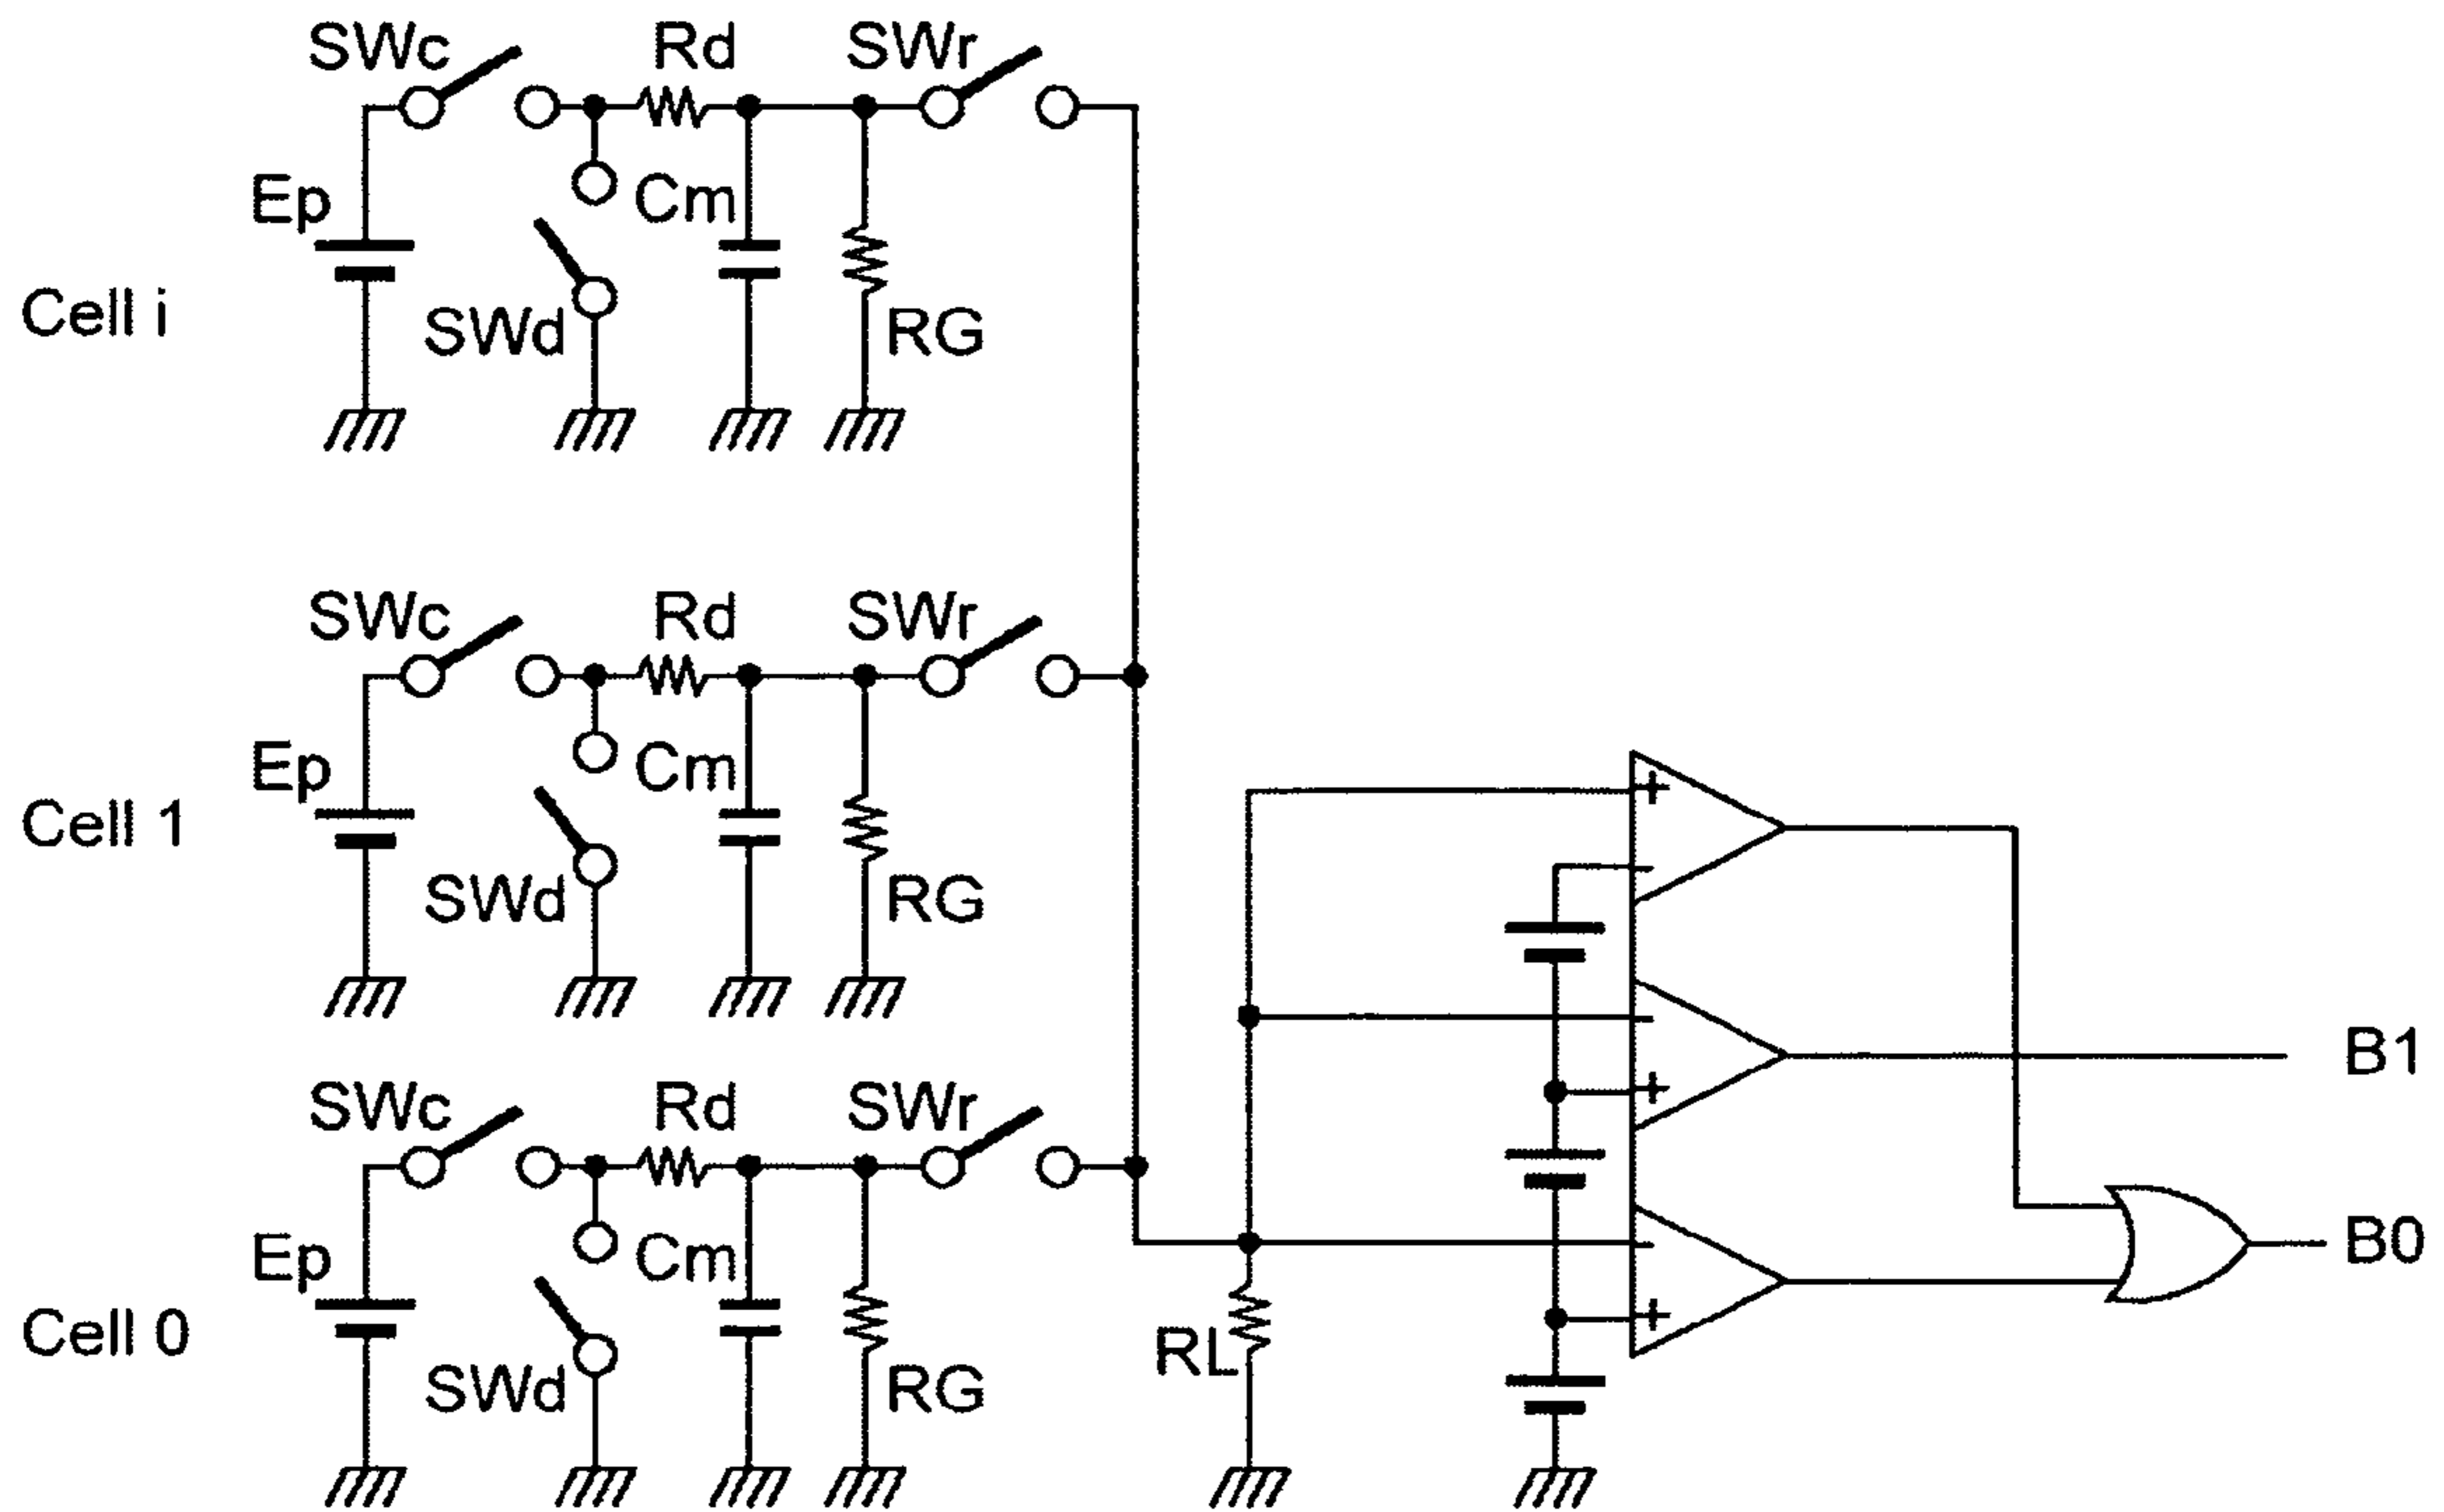 SWc Rd SWr
Ep Cm
Cell i SWd RG
SWc Rd SWr
Ep Cm
Cell 1 SWd RG
+
-
-
B1
+
SWc Rd SWr
Ep Cm
-
B0
+
Cell 0 SWd RG RL